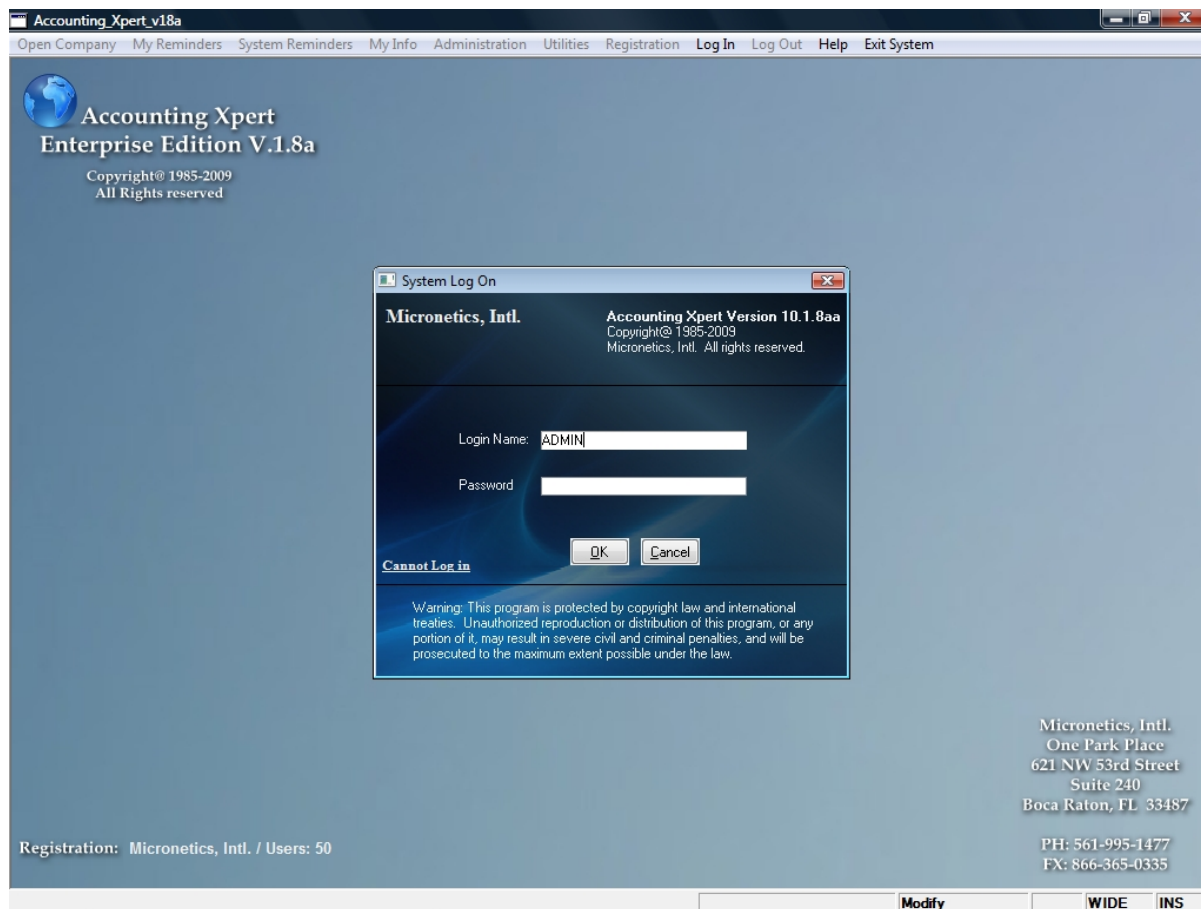 Accounting_Xpert_v18a
Open Company My Reminders System Reminders My Info Administration Utilities Registration Log In Log Out Help Exit System
Accounting Xpert
Enterprise Edition V.1.8a
Copyright@ 1985-2009
All Rights reserved
System Log On
Micronetics, Intl.
Accounting Xpert Version 10.1.8aa
Copyright@ 1985-2009
Micronetics, Intl. All rights reserved.
Login Name: ADMIN
Password
OK Cancel
Cannot Log in
Warning: This program is protected by copyright law and international
treaties. Unauthorized reproduction or distribution of this program, or any
portion of it, may result in severe civil and criminal penalties, and will be
prosecuted to the maximum extent possible under the law.
Micronetics, Intl.
One Park Place
621 NW 53rd Street
Suite 240
Boca Raton, FL 33487
PH: 561-995-1477
FX: 866-365-0335
Registration: Micronetics, Intl. / Users: 50
Modify WIDE INS